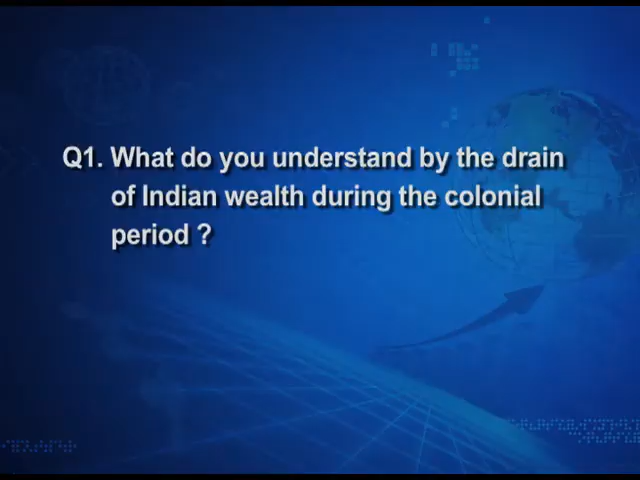 Q1. What do you understand by the drain
of Indian wealth during the colonial
period ?